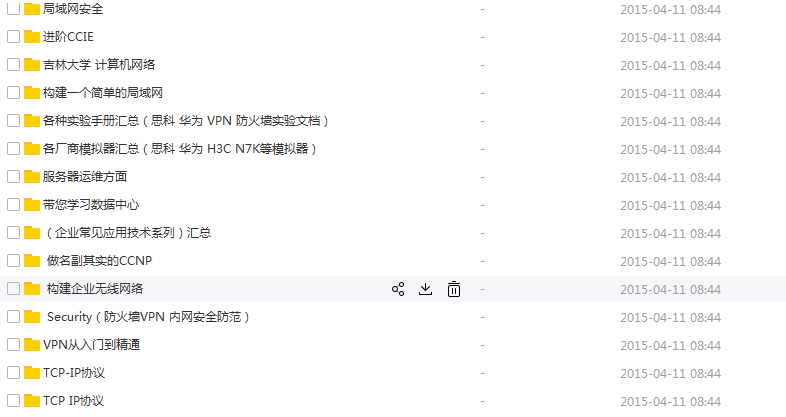 局域网安全 - 2015-04-11 08:44
进阶CCIE - 2015-04-11 08:44
吉林大学 计算机网络 - 2015-04-11 08:44
构建一个简单的局域网 - 2015-04-11 08:44
各种实验手册汇总（思科 华为 VPN 防火墙实验文档） - 2015-04-11 08:44
各厂商模拟器汇总（思科 华为 H3C N7K等模拟器） - 2015-04-11 08:44
服务器运维方面 - 2015-04-11 08:44
带您学习数据中心 - 2015-04-11 08:44
（企业常见应用技术系列）汇总 - 2015-04-11 08:44
做名副其实的CCNP - 2015-04-11 08:44
构建企业无线网络 - 2015-04-11 08:44
Security（防火墙VPN 内网安全防范） - 2015-04-11 08:44
VPN从入门到精通 - 2015-04-11 08:44
TCP-IP协议 - 2015-04-11 08:44
TCP IP协议 - 2015-04-11 08:44